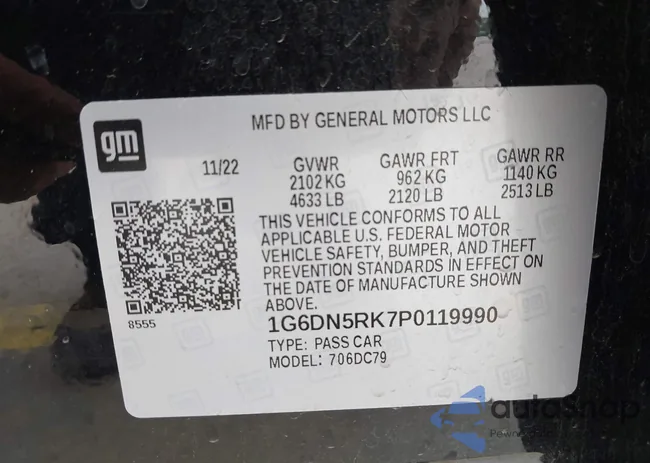 MFD BY GENERAL MOTORS LLC
gm
11/22
GVWR
2102 KG
4633 LB
GAWR FRT
962 KG
2120 LB
GAWR RR
1140 KG
2513 LB
THIS VEHICLE CONFORMS TO ALL
APPLICABLE U.S. FEDERAL MOTOR
VEHICLE SAFETY, BUMPER, AND THEFT
PREVENTION STANDARDS IN EFFECT ON
THE DATE OF MANUFACTURE SHOWN
ABOVE.
8555
1G6DN5RK7P0119990
TYPE: PASS CAR
MODEL: 706DC79
autoSnap